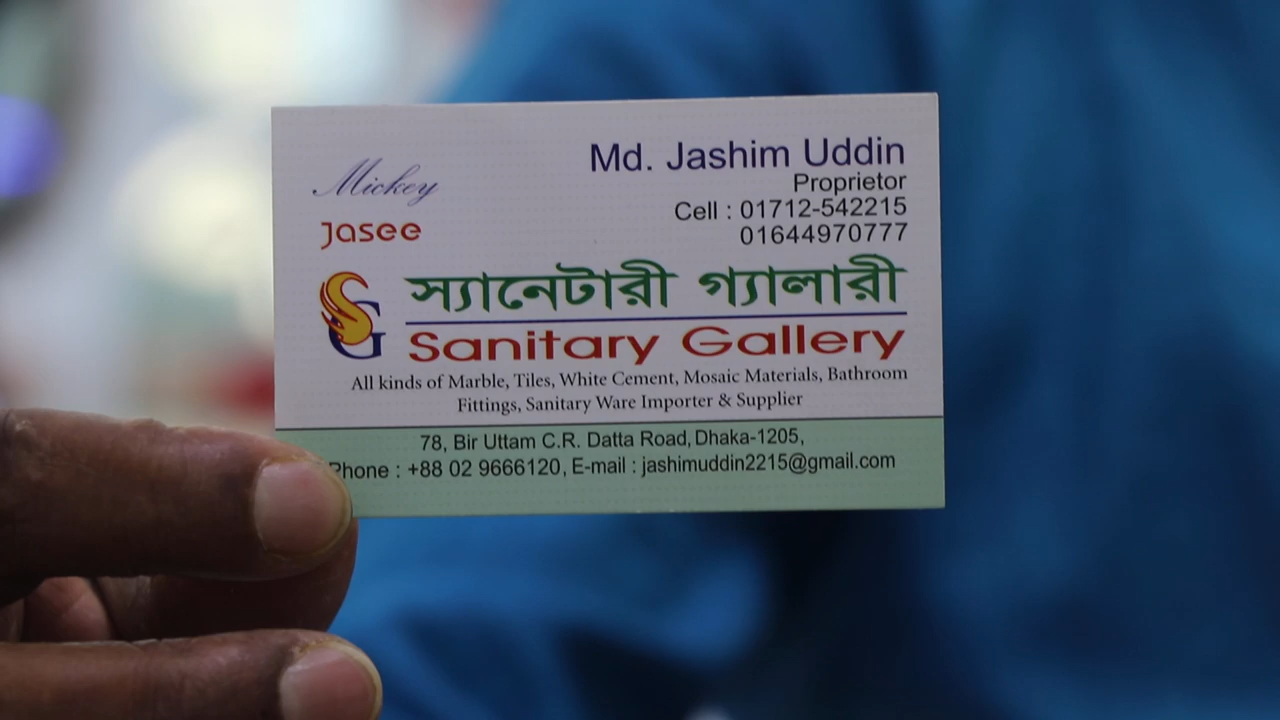 Mickey
Jasee
Md. Jashim Uddin
Proprietor
Cell : 01712-542215
01644970777
SG
স্যানেটারী গ্যালারী
Sanitary Gallery
All kinds of Marble, Tiles, White Cement, Mosaic Materials, Bathroom
Fittings, Sanitary Ware Importer & Supplier
78, Bir Uttam C.R. Datta Road, Dhaka-1205,
Phone : +88 02 9666120, E-mail : jashimuddin2215@gmail.com